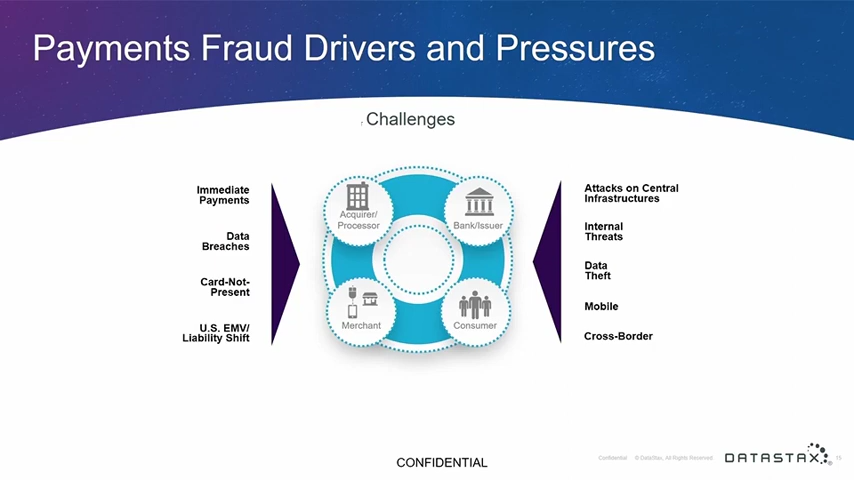 Payments Fraud Drivers and Pressures
Challenges
Immediate
Payments
Data
Breaches
Card-Not-
Present
U.S. EMV/
Liability Shift
Acquirer/
Processor
Bank/Issuer
Merchant
Consumer
Attacks on Central
Infrastructures
Internal
Threats
Data
Theft
Mobile
Cross-Border
CONFIDENTIAL
Confidential © DataStax, All Rights Reserved.
DATASTAX
15